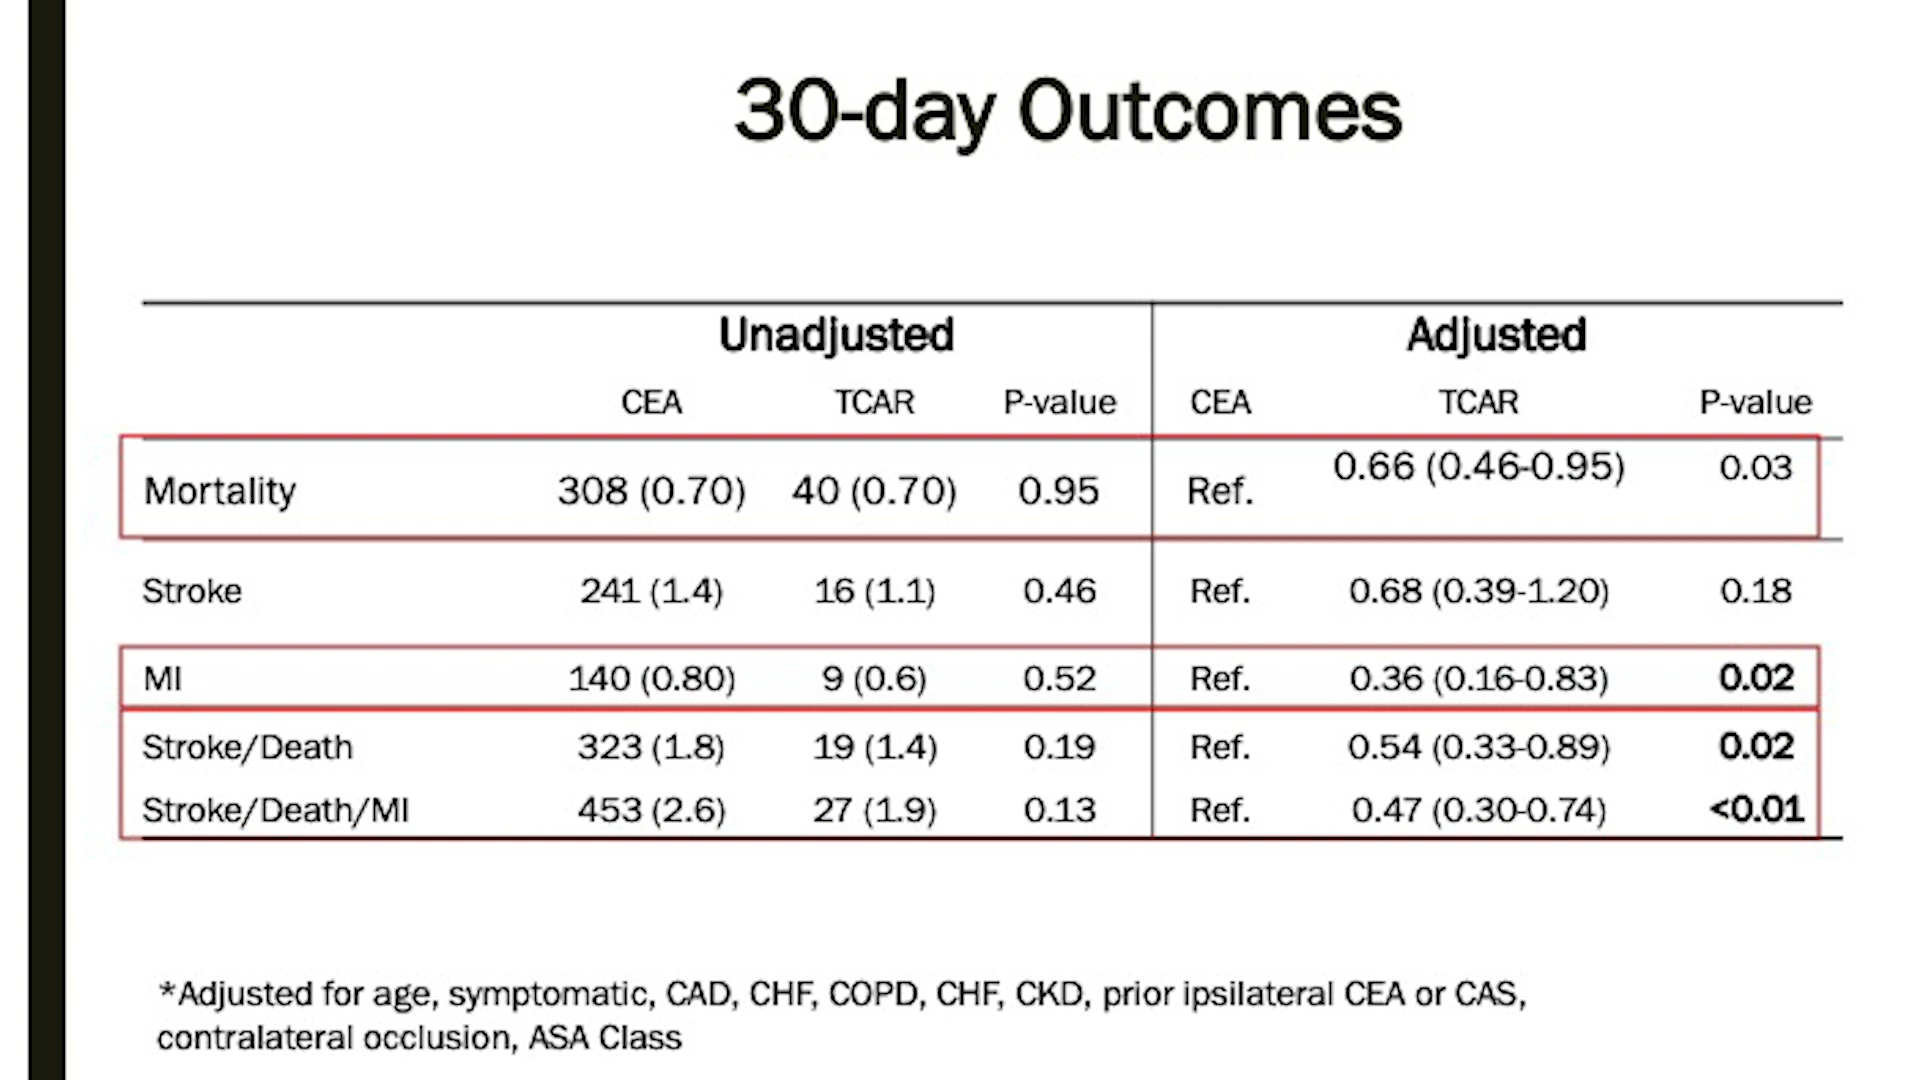 30-day Outcomes
Unadjusted Adjusted
CEA TCAR P-value CEA TCAR P-value
Mortality 308 (0.70) 40 (0.70) 0.95 Ref. 0.66 (0.46-0.95) 0.03
Stroke 241 (1.4) 16 (1.1) 0.46 Ref. 0.68 (0.39-1.20) 0.18
MI 140 (0.80) 9 (0.6) 0.52 Ref. 0.36 (0.16-0.83) 0.02
Stroke/Death 323 (1.8) 19 (1.4) 0.19 Ref. 0.54 (0.33-0.89) 0.02
Stroke/Death/MI 453 (2.6) 27 (1.9) 0.13 Ref. 0.47 (0.30-0.74) <0.01
*Adjusted for age, symptomatic, CAD, CHF, COPD, CHF, CKD, prior ipsilateral CEA or CAS,
contralateral occlusion, ASA Class